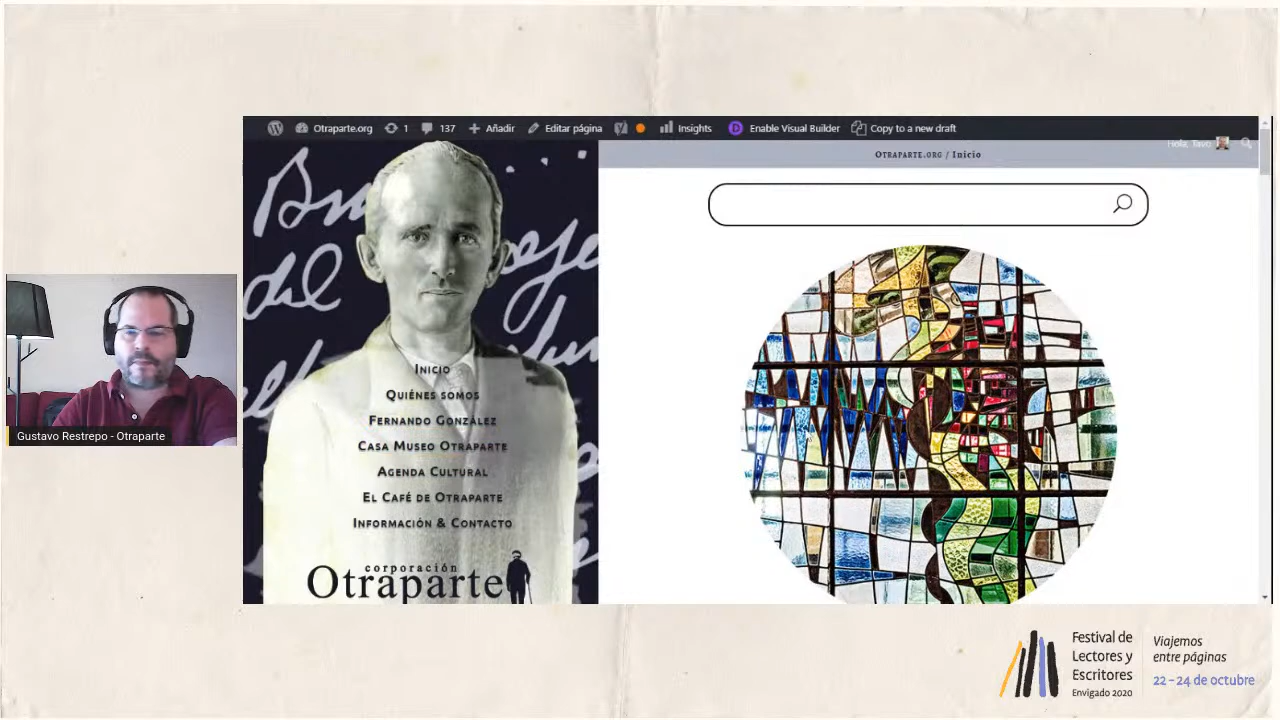 Otraparte.org
1
137
Añadir
Editar página
Insights
Enable Visual Builder
Copy to a new draft
Hola, Tavo
Otraparte.org / Inicio
Inicio
Quiénes somos
Fernando González
Casa Museo Otraparte
Agenda Cultural
El Café de Otraparte
Información & Contacto
corporación
Otraparte
Gustavo Restrepo - Otraparte
Festival de
Lectores y
Escritores
Envigado 2020
Viajemos
entre páginas
22 - 24 de octubre